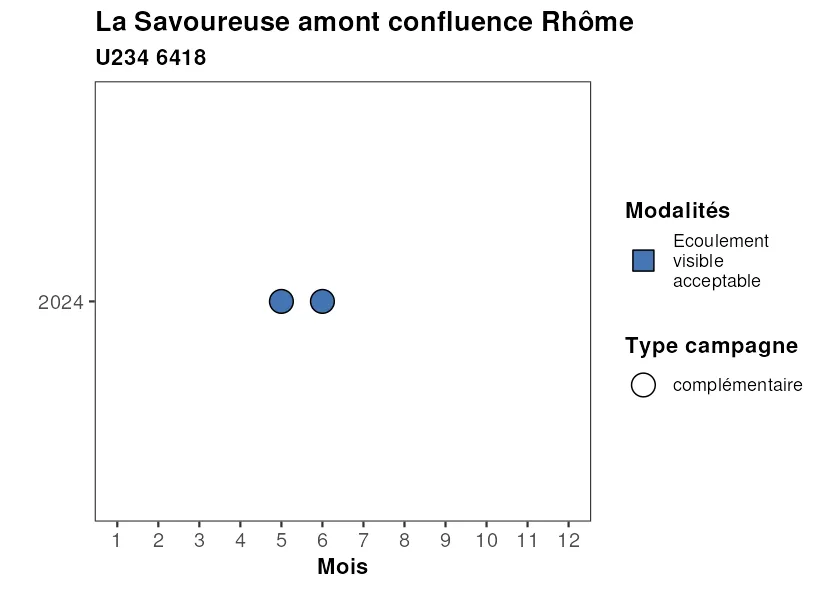 La Savoureuse amont confluence Rhôme
U234 6418
2024
1 2 3 4 5 6 7 8 9 10 11 12
Mois
Modalités
Ecoulement
visible
acceptable
Type campagne
complémentaire